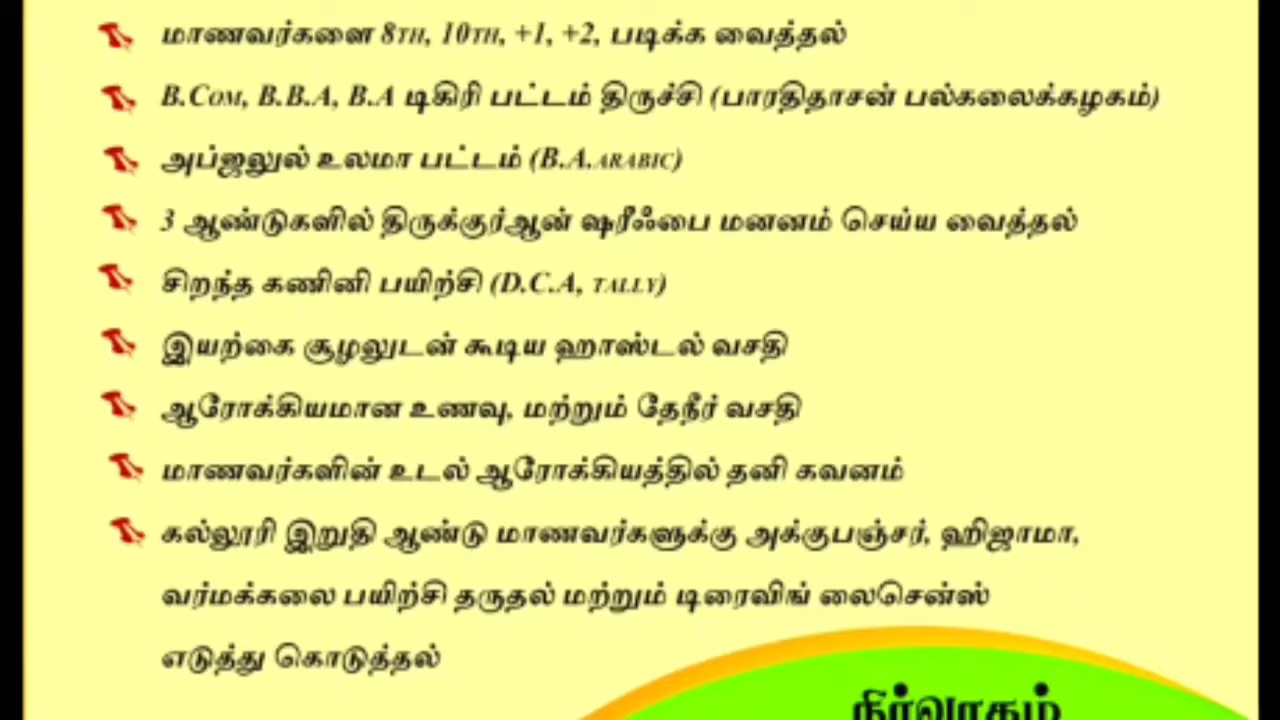 மாணவர்களை 8TH, 10TH, +1, +2, படிக்க வைத்தல்
B.COM, B.B.A, B.A டிகிரி பட்டம் திருச்சி (பாரதிதாசன் பல்கலைக்கழகம்)
அப்ஜலுல் உலமா பட்டம் (B.A.ARABIC)
3 ஆண்டுகளில் திருக்குர்ஆன் ஷரீஃபை மனனம் செய்ய வைத்தல்
சிறந்த கணினி பயிற்சி (D.C.A, TALLY)
இயற்கை சூழலுடன் கூடிய ஹாஸ்டல் வசதி
ஆரோக்கியமான உணவு, மற்றும் தேநீர் வசதி
மாணவர்களின் உடல் ஆரோக்கியத்தில் தனி கவனம்
கல்லூரி இறுதி ஆண்டு மாணவர்களுக்கு அக்குபஞ்சர், ஹிஜாமா,
வர்மக்கலை பயிற்சி தருதல் மற்றும் டிரைவிங் லைசென்ஸ்
எடுத்து கொடுத்தல்
நிர்வாகம்